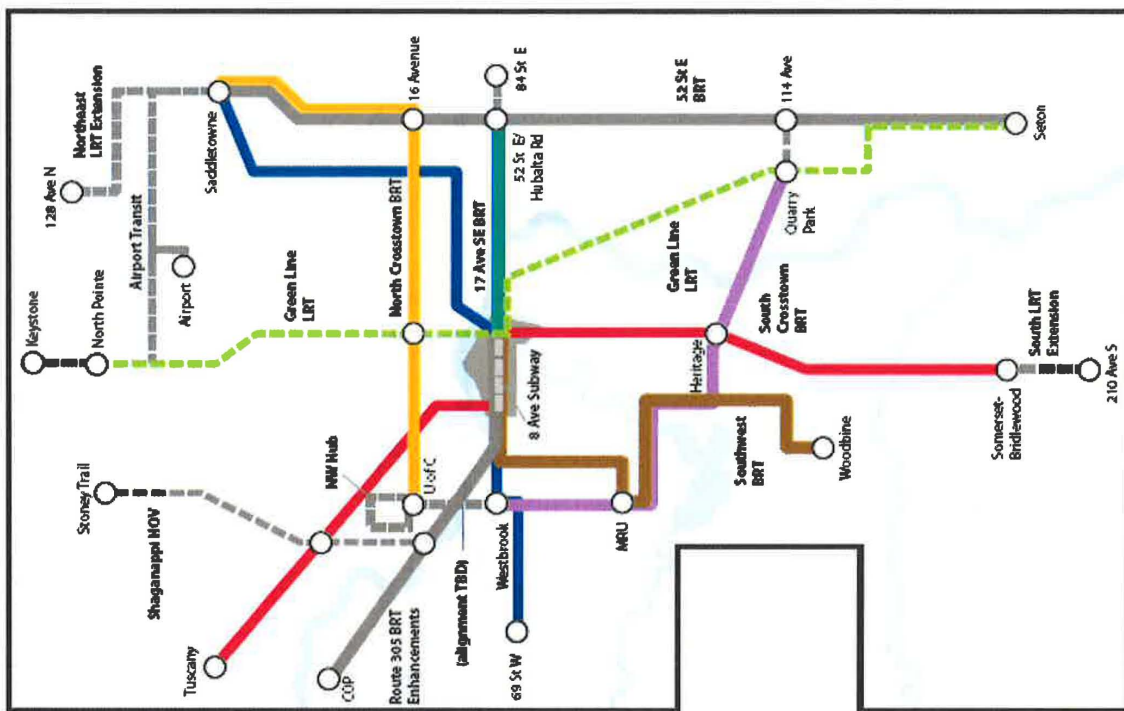 128 Ave N
Northeast
LRT Extension
Keystone
North Pointe
Airport Transit
Airport
Saddletowne
Stoney Trail
Shaganappi HOV
Green Line
LRT
Tuscany
COP
Route 305 BRT
Enhancements
NW Hub
U of C
North Crosstown BRT
16 Avenue
(alignment TBD)
69 St W
Westbrook
8 Ave Subway
17 Ave SE BRT
52 St E/
Hubalta Rd
84 St E
52 St E
BRT
MRU
Southwest
BRT
Woodbine
Heritage
Green Line
LRT
South
Crosstown
BRT
Quarry
Park
114 Ave
Seton
Somerset-
Bridlewood
South LRT
Extension
210 Ave S